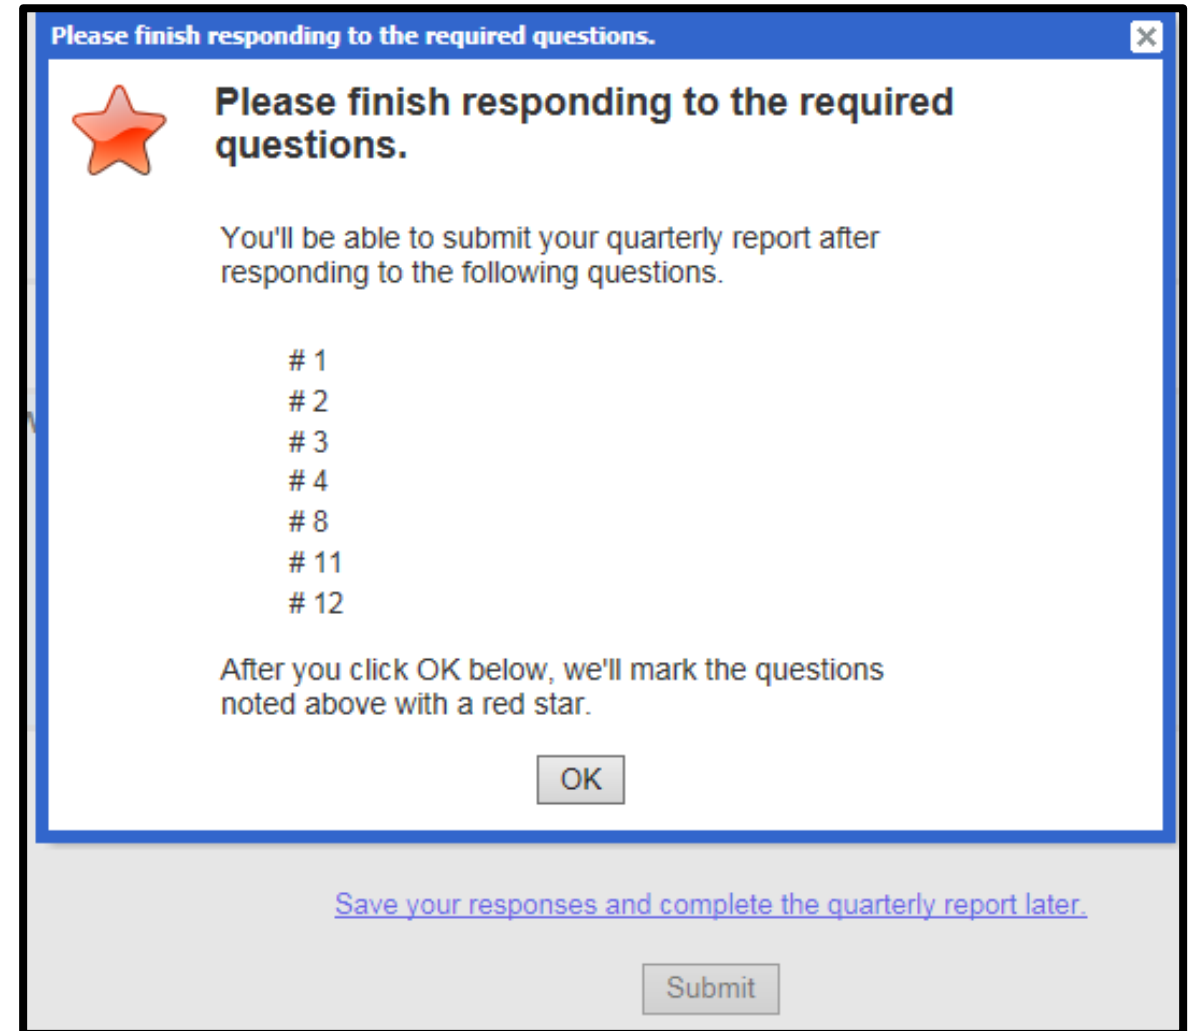 Please finish responding to the required questions.
Please finish responding to the required
questions.
You'll be able to submit your quarterly report after
responding to the following questions.
# 1
# 2
# 3
# 4
# 8
# 11
# 12
After you click OK below, we'll mark the questions
noted above with a red star.
OK
Save your responses and complete the quarterly report later.
Submit